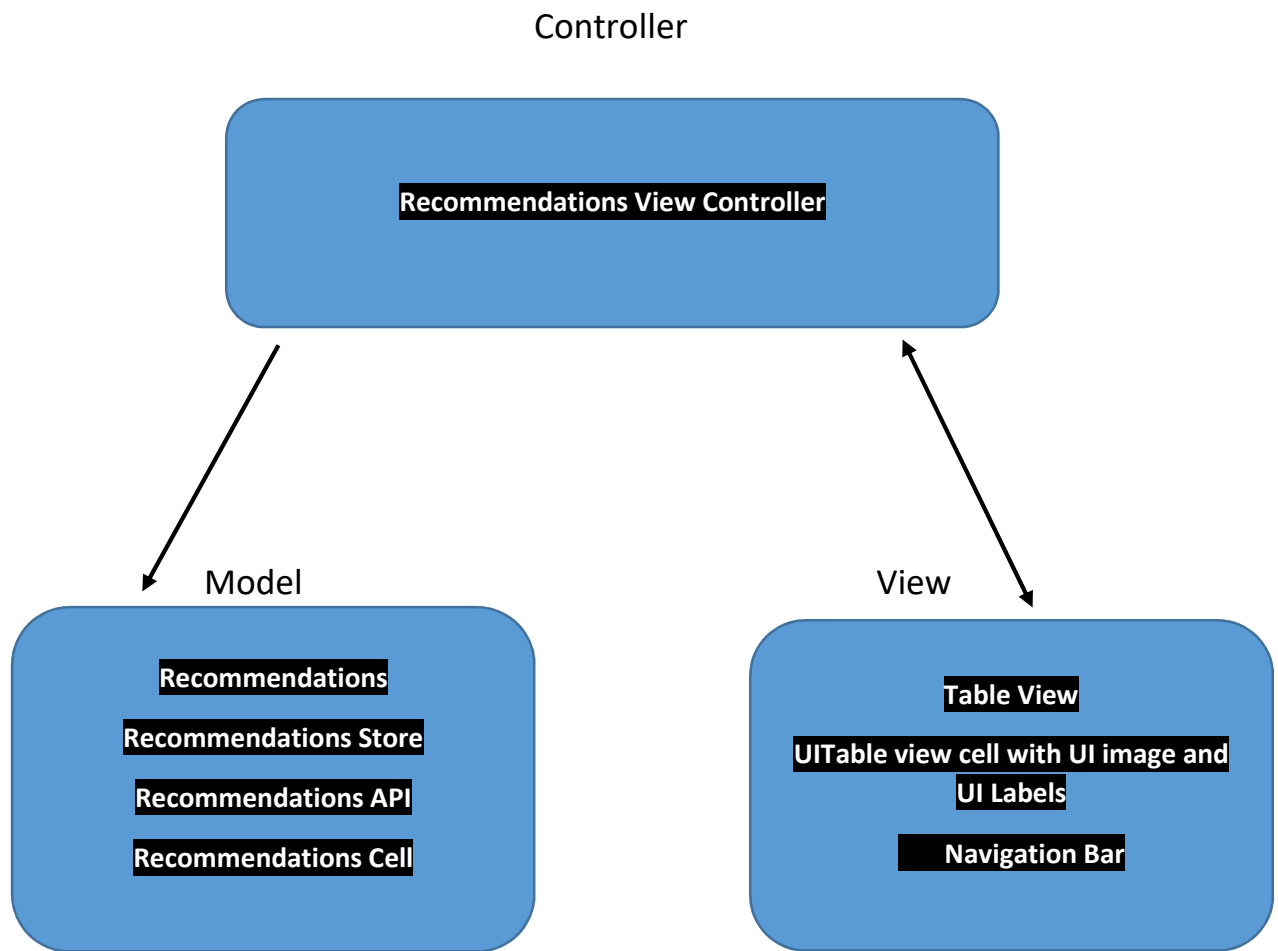 Controller
Recommendations View Controller
Model
View
Recommendations
Recommendations Store
Recommendations API
Recommendations Cell
Table View
UITable view cell with UI image and
UI Labels
Navigation Bar